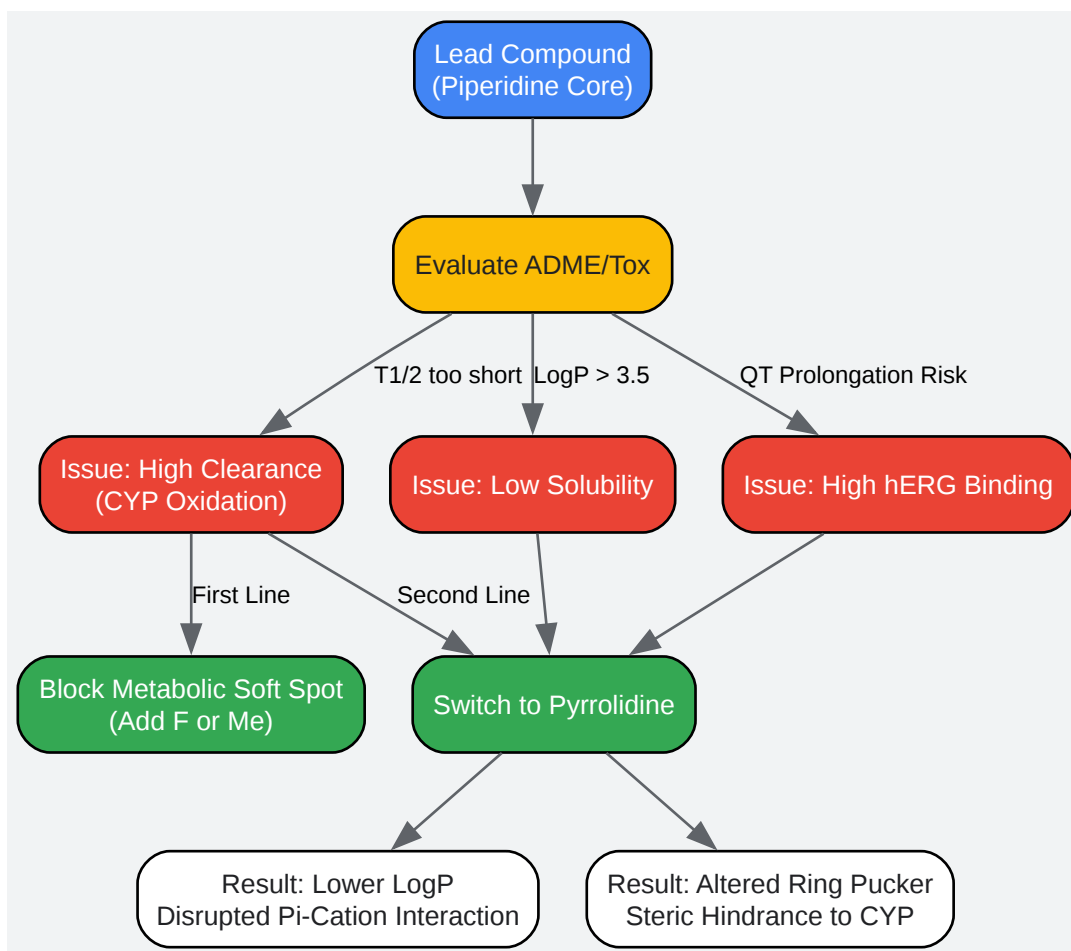 Lead Compound
(Piperidine Core)
Evaluate ADME/Tox
T1/2 too short
LogP > 3.5
QT Prolongation Risk
Issue: High Clearance
(CYP Oxidation)
Issue: Low Solubility
Issue: High hERG Binding
First Line
Second Line
Block Metabolic Soft Spot
(Add F or Me)
Switch to Pyrrolidine
Result: Lower LogP
Disrupted Pi-Cation Interaction
Result: Altered Ring Pucker
Steric Hindrance to CYP